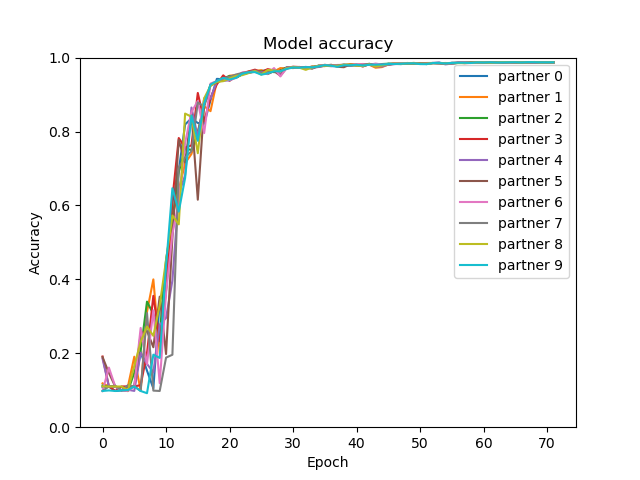 Model accuracy
1.0
0.8
0.6
0.4
0.2
0.0
Accuracy
0 10 20 30 40 50 60 70
Epoch
partner 0
partner 1
partner 2
partner 3
partner 4
partner 5
partner 6
partner 7
partner 8
partner 9